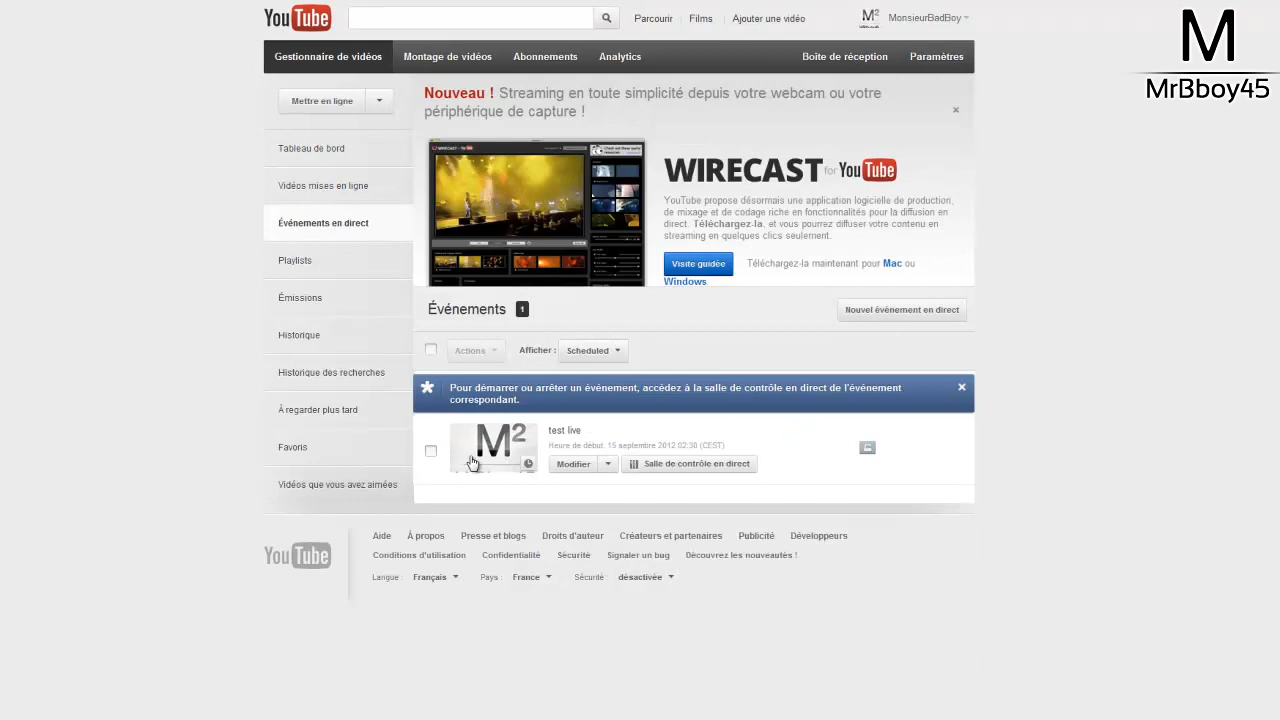 YouTube
Parcourir
Films
Ajouter une vidéo
M²
MonsieurBadBoy
M
MrBboy45
Gestionnaire de vidéos
Montage de vidéos
Abonnements
Analytics
Boîte de réception
Paramètres
Mettre en ligne
Tableau de bord
Vidéos mises en ligne
Événements en direct
Playlists
Émissions
Historique
Historique des recherches
À regarder plus tard
Favoris
Vidéos que vous avez aimées
Nouveau ! Streaming en toute simplicité depuis votre webcam ou votre
périphérique de capture !
WIRECAST for YouTube
YouTube propose désormais une application logicielle de production,
de mixage et de codage riche en fonctionnalités pour la diffusion en
direct. Téléchargez-la, et vous pourrez diffuser votre contenu en
streaming en quelques clics seulement.
Visite guidée
Téléchargez-la maintenant pour Mac ou
Windows
Événements 1
Nouvel événement en direct
Actions
Afficher :
Scheduled
Pour démarrer ou arrêter un événement, accédez à la salle de contrôle en direct de l'événement
correspondant.
M²
test live
Heure de début. 15 septembre 2012 02:30 (CEST)
Modifier
Salle de contrôle en direct
YouTube
Aide
À propos
Presse et blogs
Droits d'auteur
Créateurs et partenaires
Publicité
Développeurs
Conditions d'utilisation
Confidentialité
Sécurité
Signaler un bug
Découvrez les nouveautés !
Langue : Français
Pays : France
Sécurité : désactivée